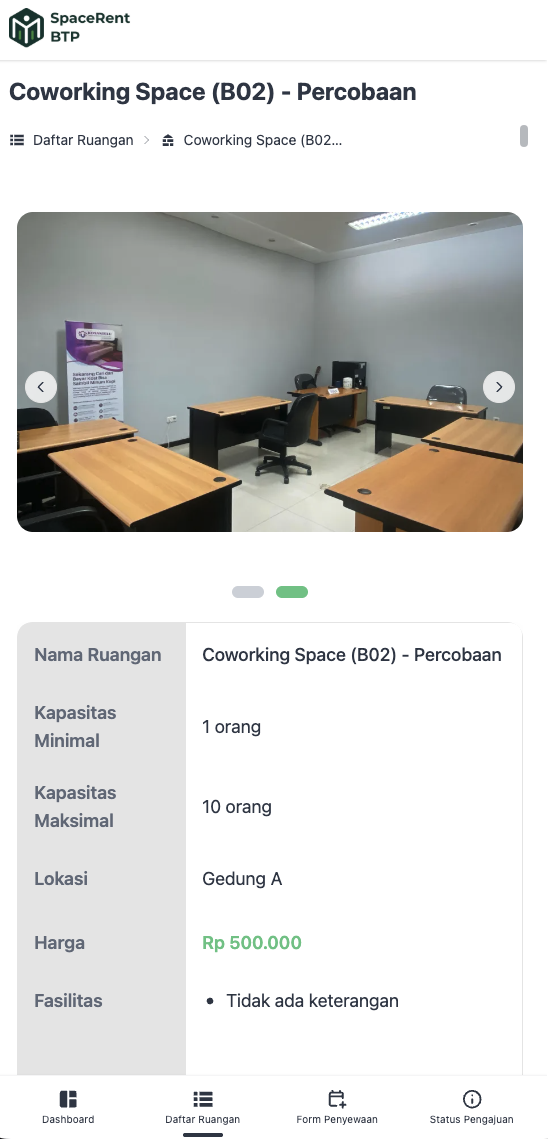 SpaceRent
BTP
Coworking Space (B02) - Percobaan
Daftar Ruangan
Coworking Space (B02...
Nama Ruangan
Coworking Space (B02) - Percobaan
Kapasitas
Minimal
1 orang
Kapasitas
Maksimal
10 orang
Lokasi
Gedung A
Harga
Rp 500.000
Fasilitas
• Tidak ada keterangan
Dashboard
Daftar Ruangan
Form Penyewaan
Status Pengajuan